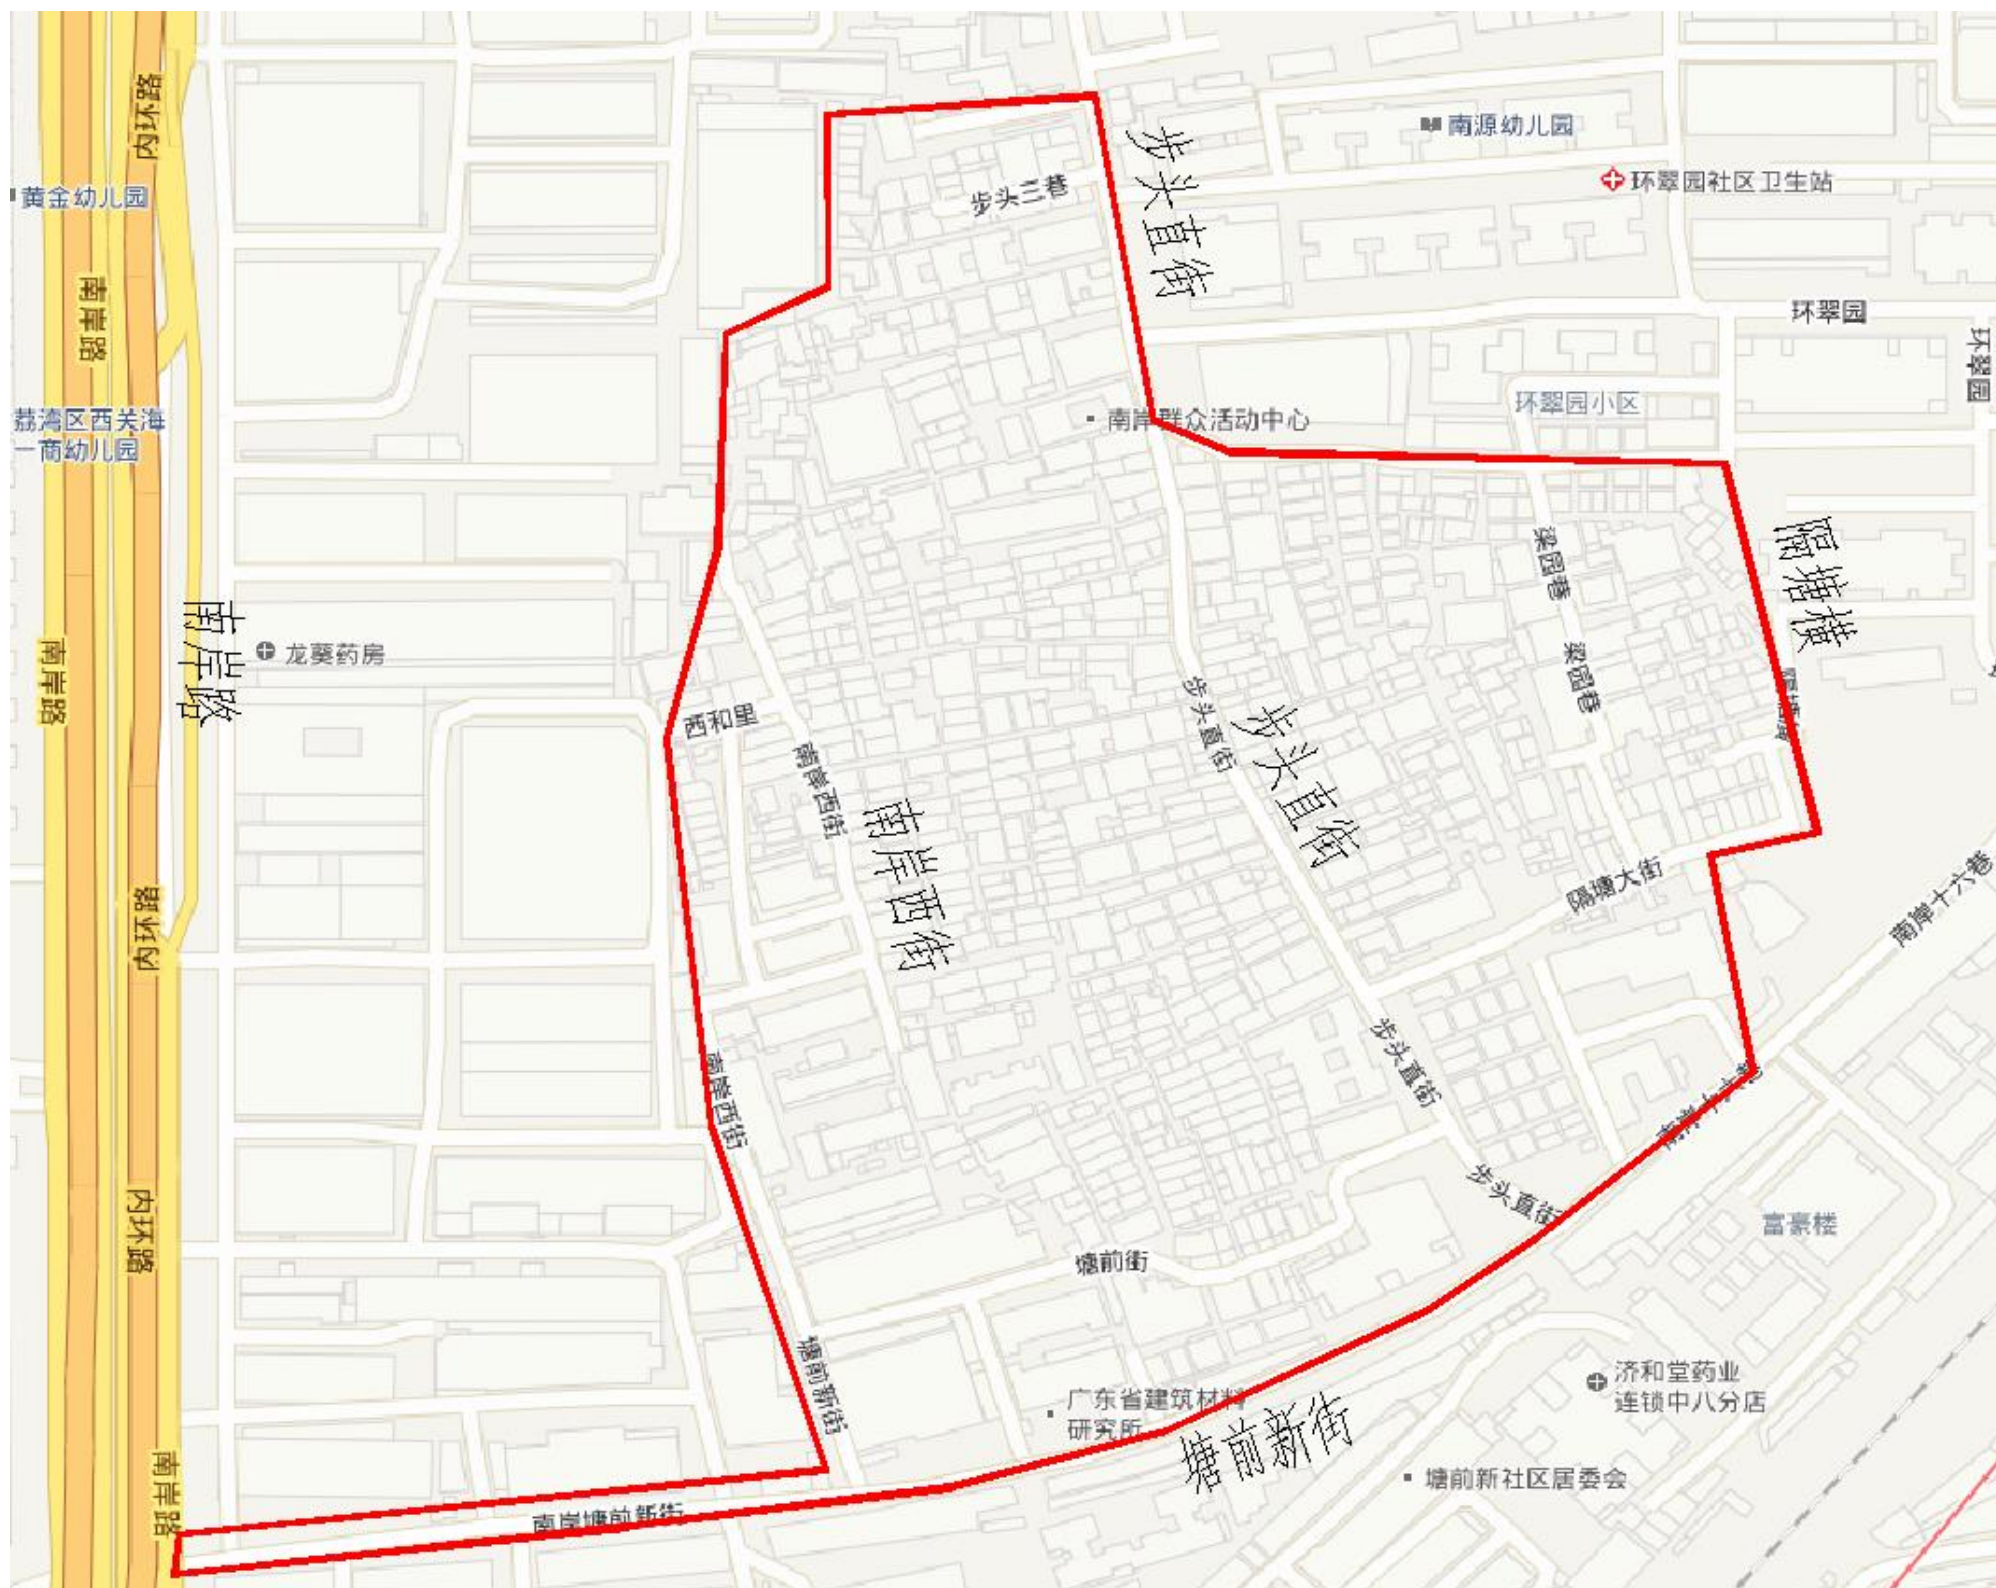 内环路
南源幼儿园
步头直街
环翠园社区卫生站
黄金幼儿园
步头三巷
南岸路
环翠园
环翠园
环翠园小区
荔湾区西关海
一商幼儿园
南岸群众活动中心
隔塘横
梁园巷
南岸路
龙葵药房
南岸路
梁园巷
西和里
步头直街
步头直街
南岸西街
南岸西街
隔塘大街
南岸十六巷
内环路
步头直街
南岸西街
步头直街
内环路
富豪楼
塘前街
塘前新街
济和堂药业
连锁中八分店
广东省建筑材料
研究所
塘前新街
塘前新社区居委会
南岸路
南岸塘前新街